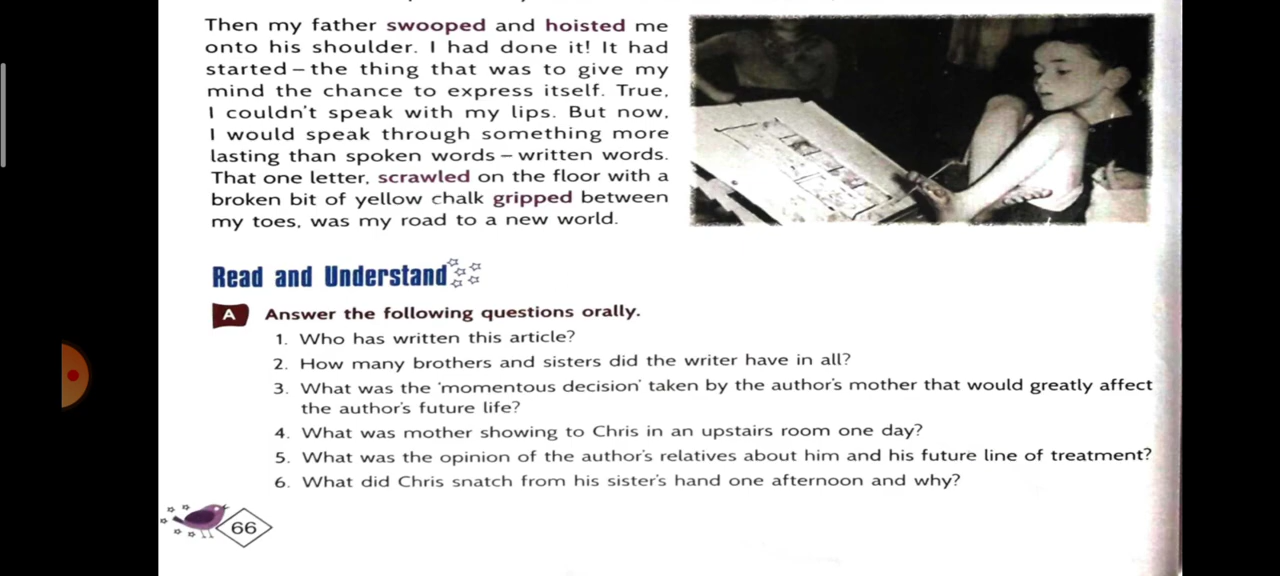 Then my father swooped and hoisted me
onto his shoulder. I had done it! It had
started – the thing that was to give my
mind the chance to express itself. True,
I couldn't speak with my lips. But now,
I would speak through something more
lasting than spoken words – written words.
That one letter, scrawled on the floor with a
broken bit of yellow chalk gripped between
my toes, was my road to a new world.
Read and Understand
A Answer the following questions orally.
1. Who has written this article?
2. How many brothers and sisters did the writer have in all?
3. What was the 'momentous decision' taken by the author's mother that would greatly affect
the author's future life?
4. What was mother showing to Chris in an upstairs room one day?
5. What was the opinion of the author's relatives about him and his future line of treatment?
6. What did Chris snatch from his sister's hand one afternoon and why?
66